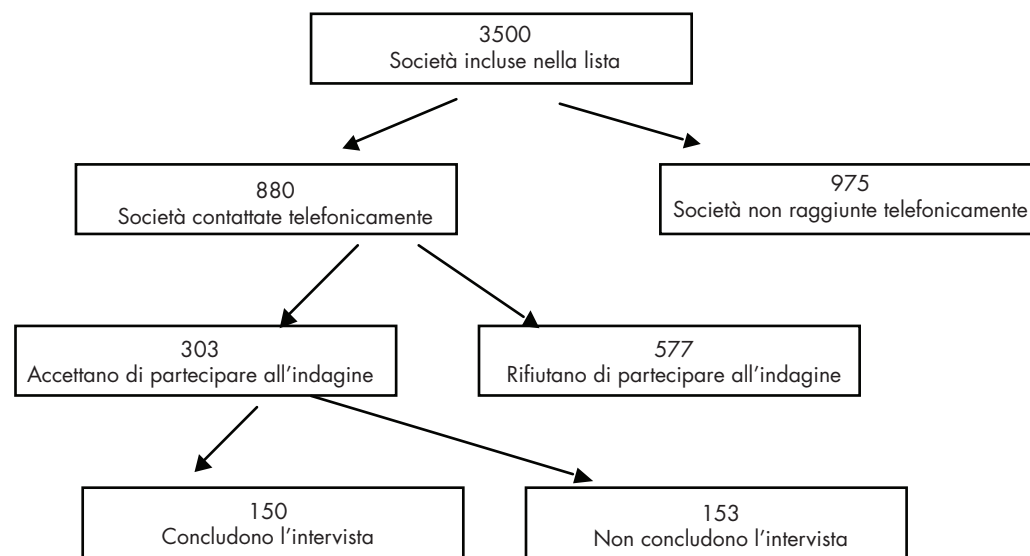 3500
Società incluse nella lista
880
Società contattate telefonicamente
975
Società non raggiunte telefonicamente
303
Accettano di partecipare all'indagine
577
Rifiutano di partecipare all'indagine
150
Concludono l'intervista
153
Non concludono l'intervista